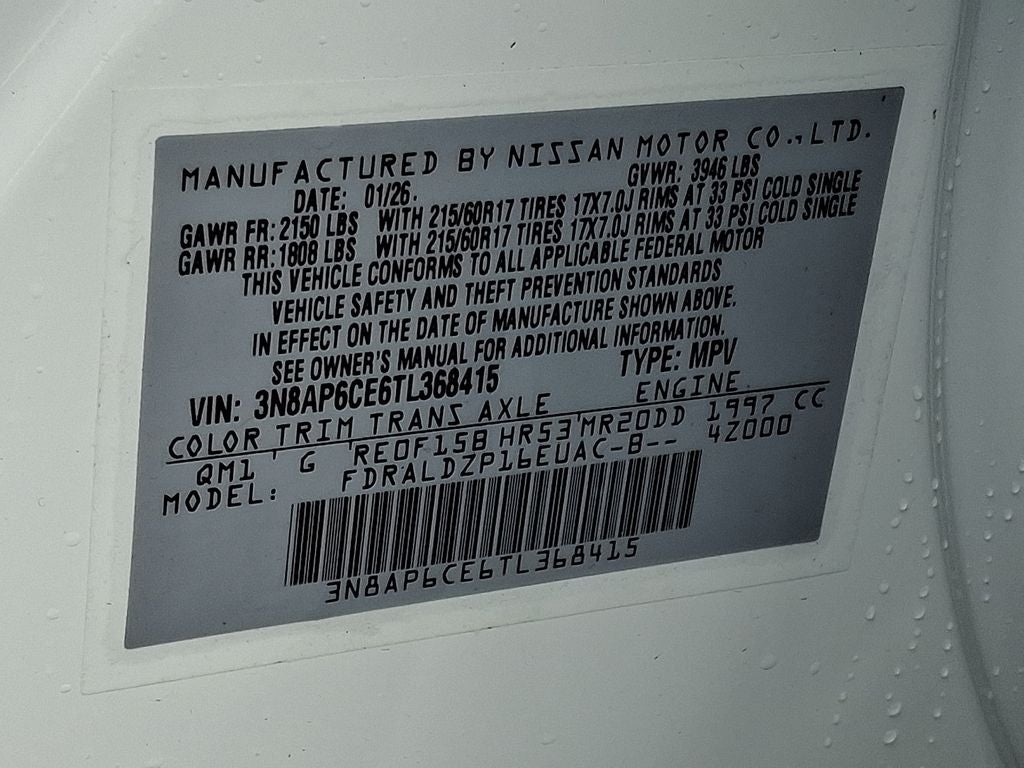 MANUFACTURED BY NISSAN MOTOR CO.,LTD.
DATE: 01/26. GVWR: 3946 LBS
GAWR FR: 2150 LBS WITH 215/60R17 TIRES 17X7.0J RIMS AT 33 PSI COLD SINGLE
GAWR RR: 1808 LBS WITH 215/60R17 TIRES 17X7.0J RIMS AT 33 PSI COLD SINGLE
THIS VEHICLE CONFORMS TO ALL APPLICABLE FEDERAL MOTOR
VEHICLE SAFETY AND THEFT PREVENTION STANDARDS
IN EFFECT ON THE DATE OF MANUFACTURE SHOWN ABOVE.
SEE OWNER'S MANUAL FOR ADDITIONAL INFORMATION.
VIN: 3N8AP6CE6TL368415 TYPE: MPV
COLOR TRIM TRANS AXLE ENGINE
QM1 G RE0F15B HR53 MR20DD 1997 CC
MODEL: FDRALDZP16EUAC-B-- 4Z000
3N8AP6CE6TL368415